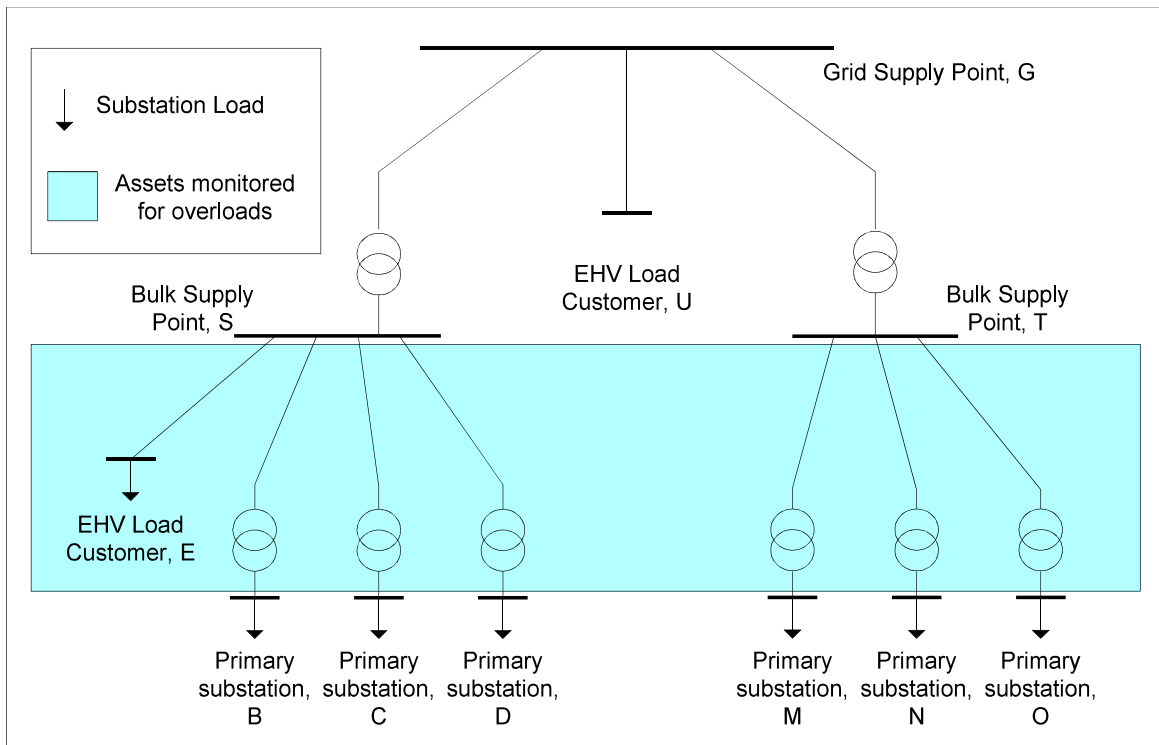 Grid Supply Point, G
Substation Load
Assets monitored
for overloads
EHV Load
Customer, U
Bulk Supply
Point, S
Bulk Supply
Point, T
EHV Load
Customer, E
Primary
substation,
B
Primary
substation,
C
Primary
substation,
D
Primary
substation,
M
Primary
substation,
N
Primary
substation,
O